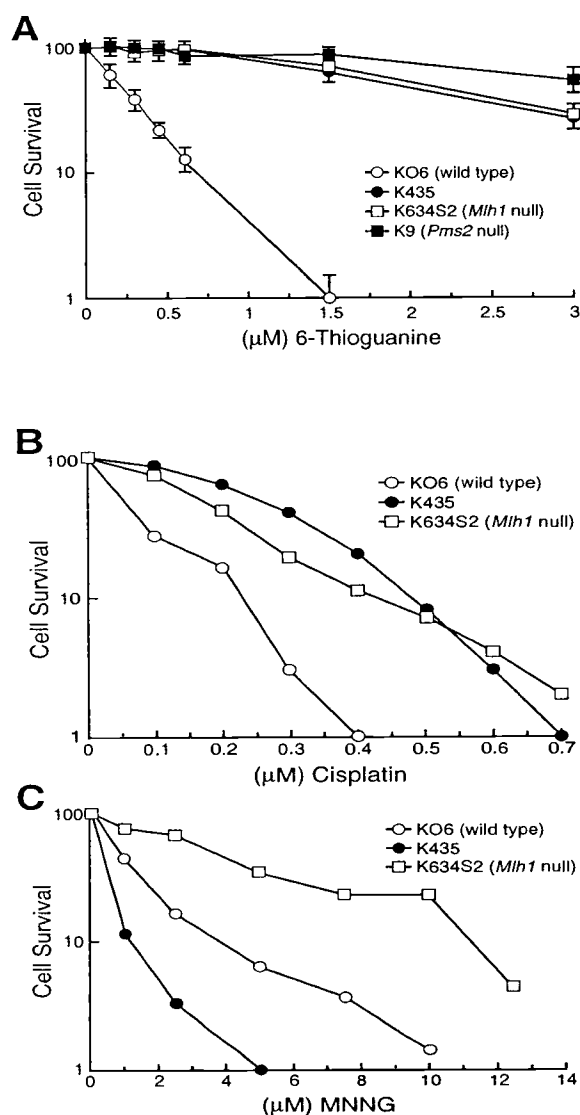 A
Cell Survival
100
10
1
KO6 (wild type)
K435
K634S2 (Mlh1 null)
K9 (Pms2 null)
0 0.5 1 1.5 2 2.5 3
(μM) 6-Thioguanine
B
Cell Survival
100
10
1
KO6 (wild type)
K435
K634S2 (Mlh1 null)
0 0.1 0.2 0.3 0.4 0.5 0.6 0.7
(μM) Cisplatin
C
Cell Survival
100
10
1
KO6 (wild type)
K435
K634S2 (Mlh1 null)
0 2 4 6 8 10 12 14
(μM) MNNG